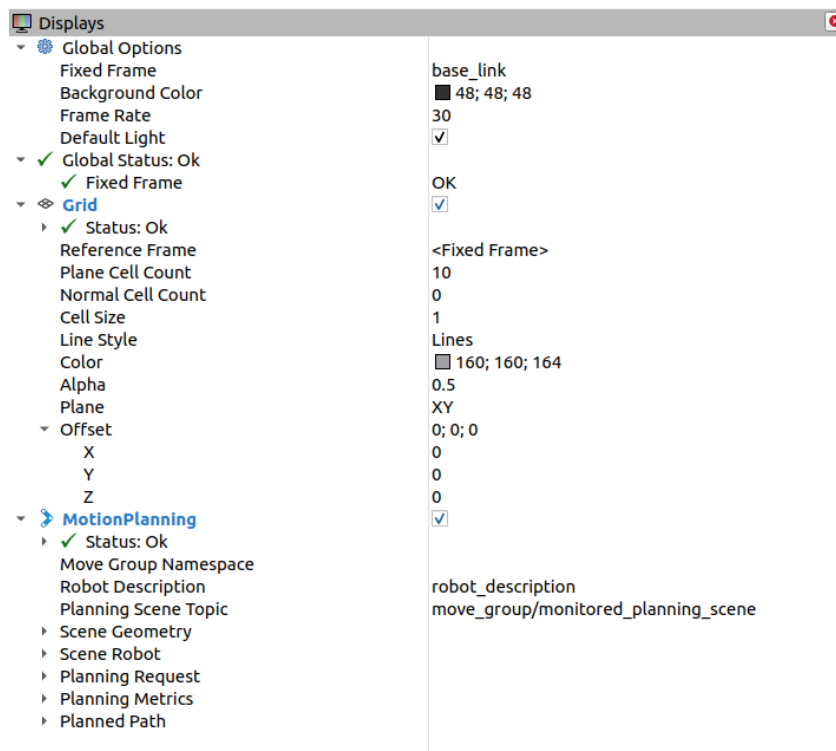 Displays
Global Options
Fixed Frame base_link
Background Color 48; 48; 48
Frame Rate 30
Default Light
Global Status: Ok
Fixed Frame OK
Grid
Status: Ok
Reference Frame <Fixed Frame>
Plane Cell Count 10
Normal Cell Count 0
Cell Size 1
Line Style Lines
Color 160; 160; 164
Alpha 0.5
Plane XY
Offset 0; 0; 0
X 0
Y 0
Z 0
MotionPlanning
Status: Ok
Move Group Namespace
Robot Description robot_description
Planning Scene Topic move_group/monitored_planning_scene
Scene Geometry
Scene Robot
Planning Request
Planning Metrics
Planned Path